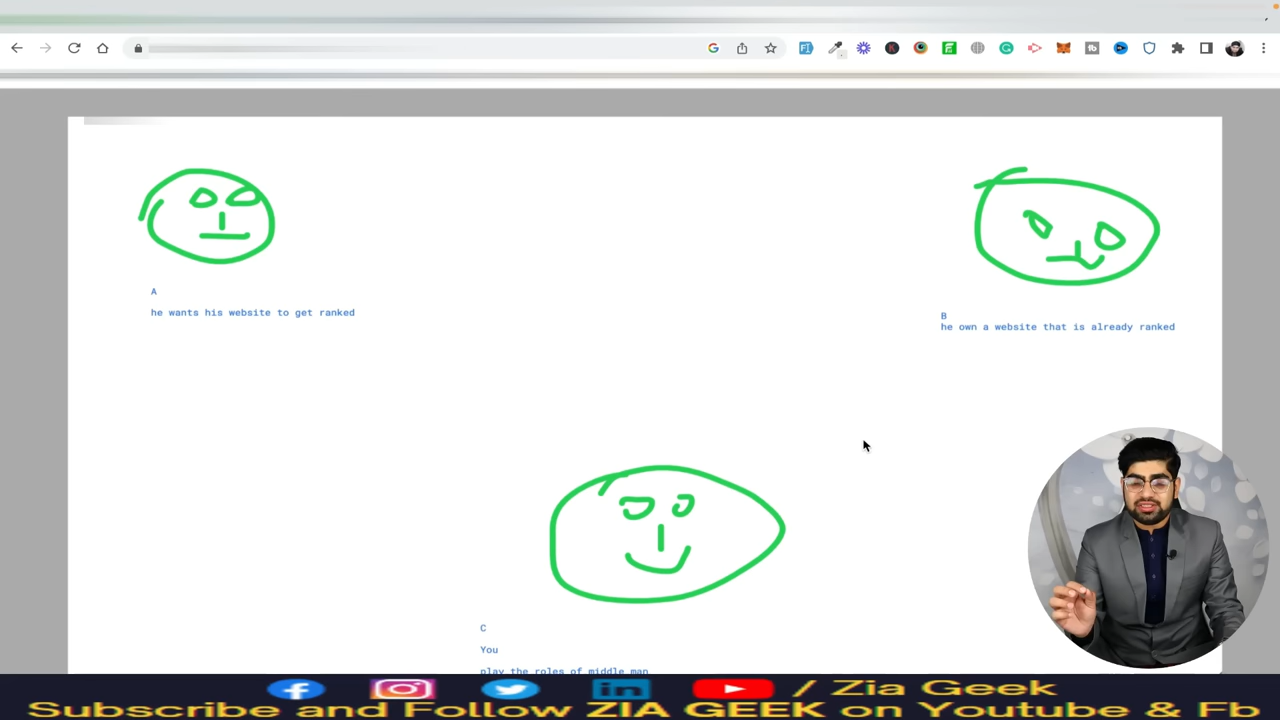 A
he wants his website to get ranked
B
he own a website that is already ranked
C
You
play the roles of middle man
/ Zia Geek
Subscribe and Follow ZIA GEEK on Youtube & Fb